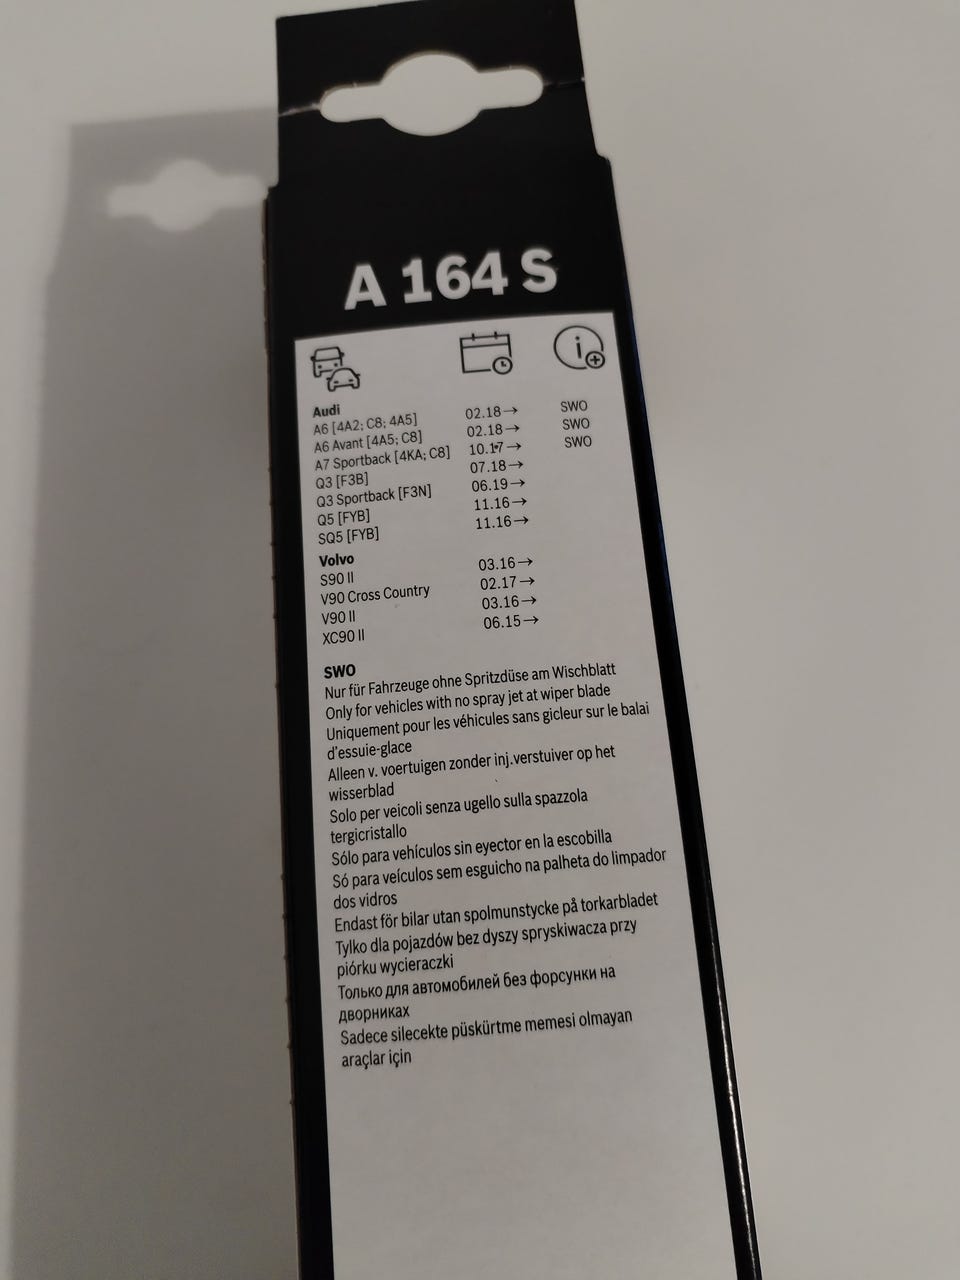 A 164 S
Audi
A6 [4A2; C8; 4A5] 02.18→ SWO
A6 Avant [4A5; C8] 02.18→ SWO
A7 Sportback [4KA; C8] 10.17→ SWO
Q3 [F3B] 07.18→
Q3 Sportback [F3N] 06.19→
Q5 [FYB] 11.16→
SQ5 [FYB] 11.16→
Volvo
S90 II 03.16→
V90 Cross Country 02.17→
V90 II 03.16→
XC90 II 06.15→
SWO
Nur für Fahrzeuge ohne Spritzdüse am Wischblatt
Only for vehicles with no spray jet at wiper blade
Uniquement pour les véhicules sans gicleur sur le balai
d'essuie-glace
Alleen v. voertuigen zonder inj.verstuiver op het
wisserblad
Solo per veicoli senza ugello sulla spazzola
tergicristallo
Sólo para vehículos sin eyector en la escobilla
Só para veículos sem esguicho na palheta do limpador
dos vidros
Endast för bilar utan spolmunstycke på torkarbladet
Tylko dla pojazdów bez dyszy spryskiwacza przy
piórku wycieraczki
Только для автомобилей без форсунки на
дворниках
Sadece silecekte püskürtme memesi olmayan
araçlar için